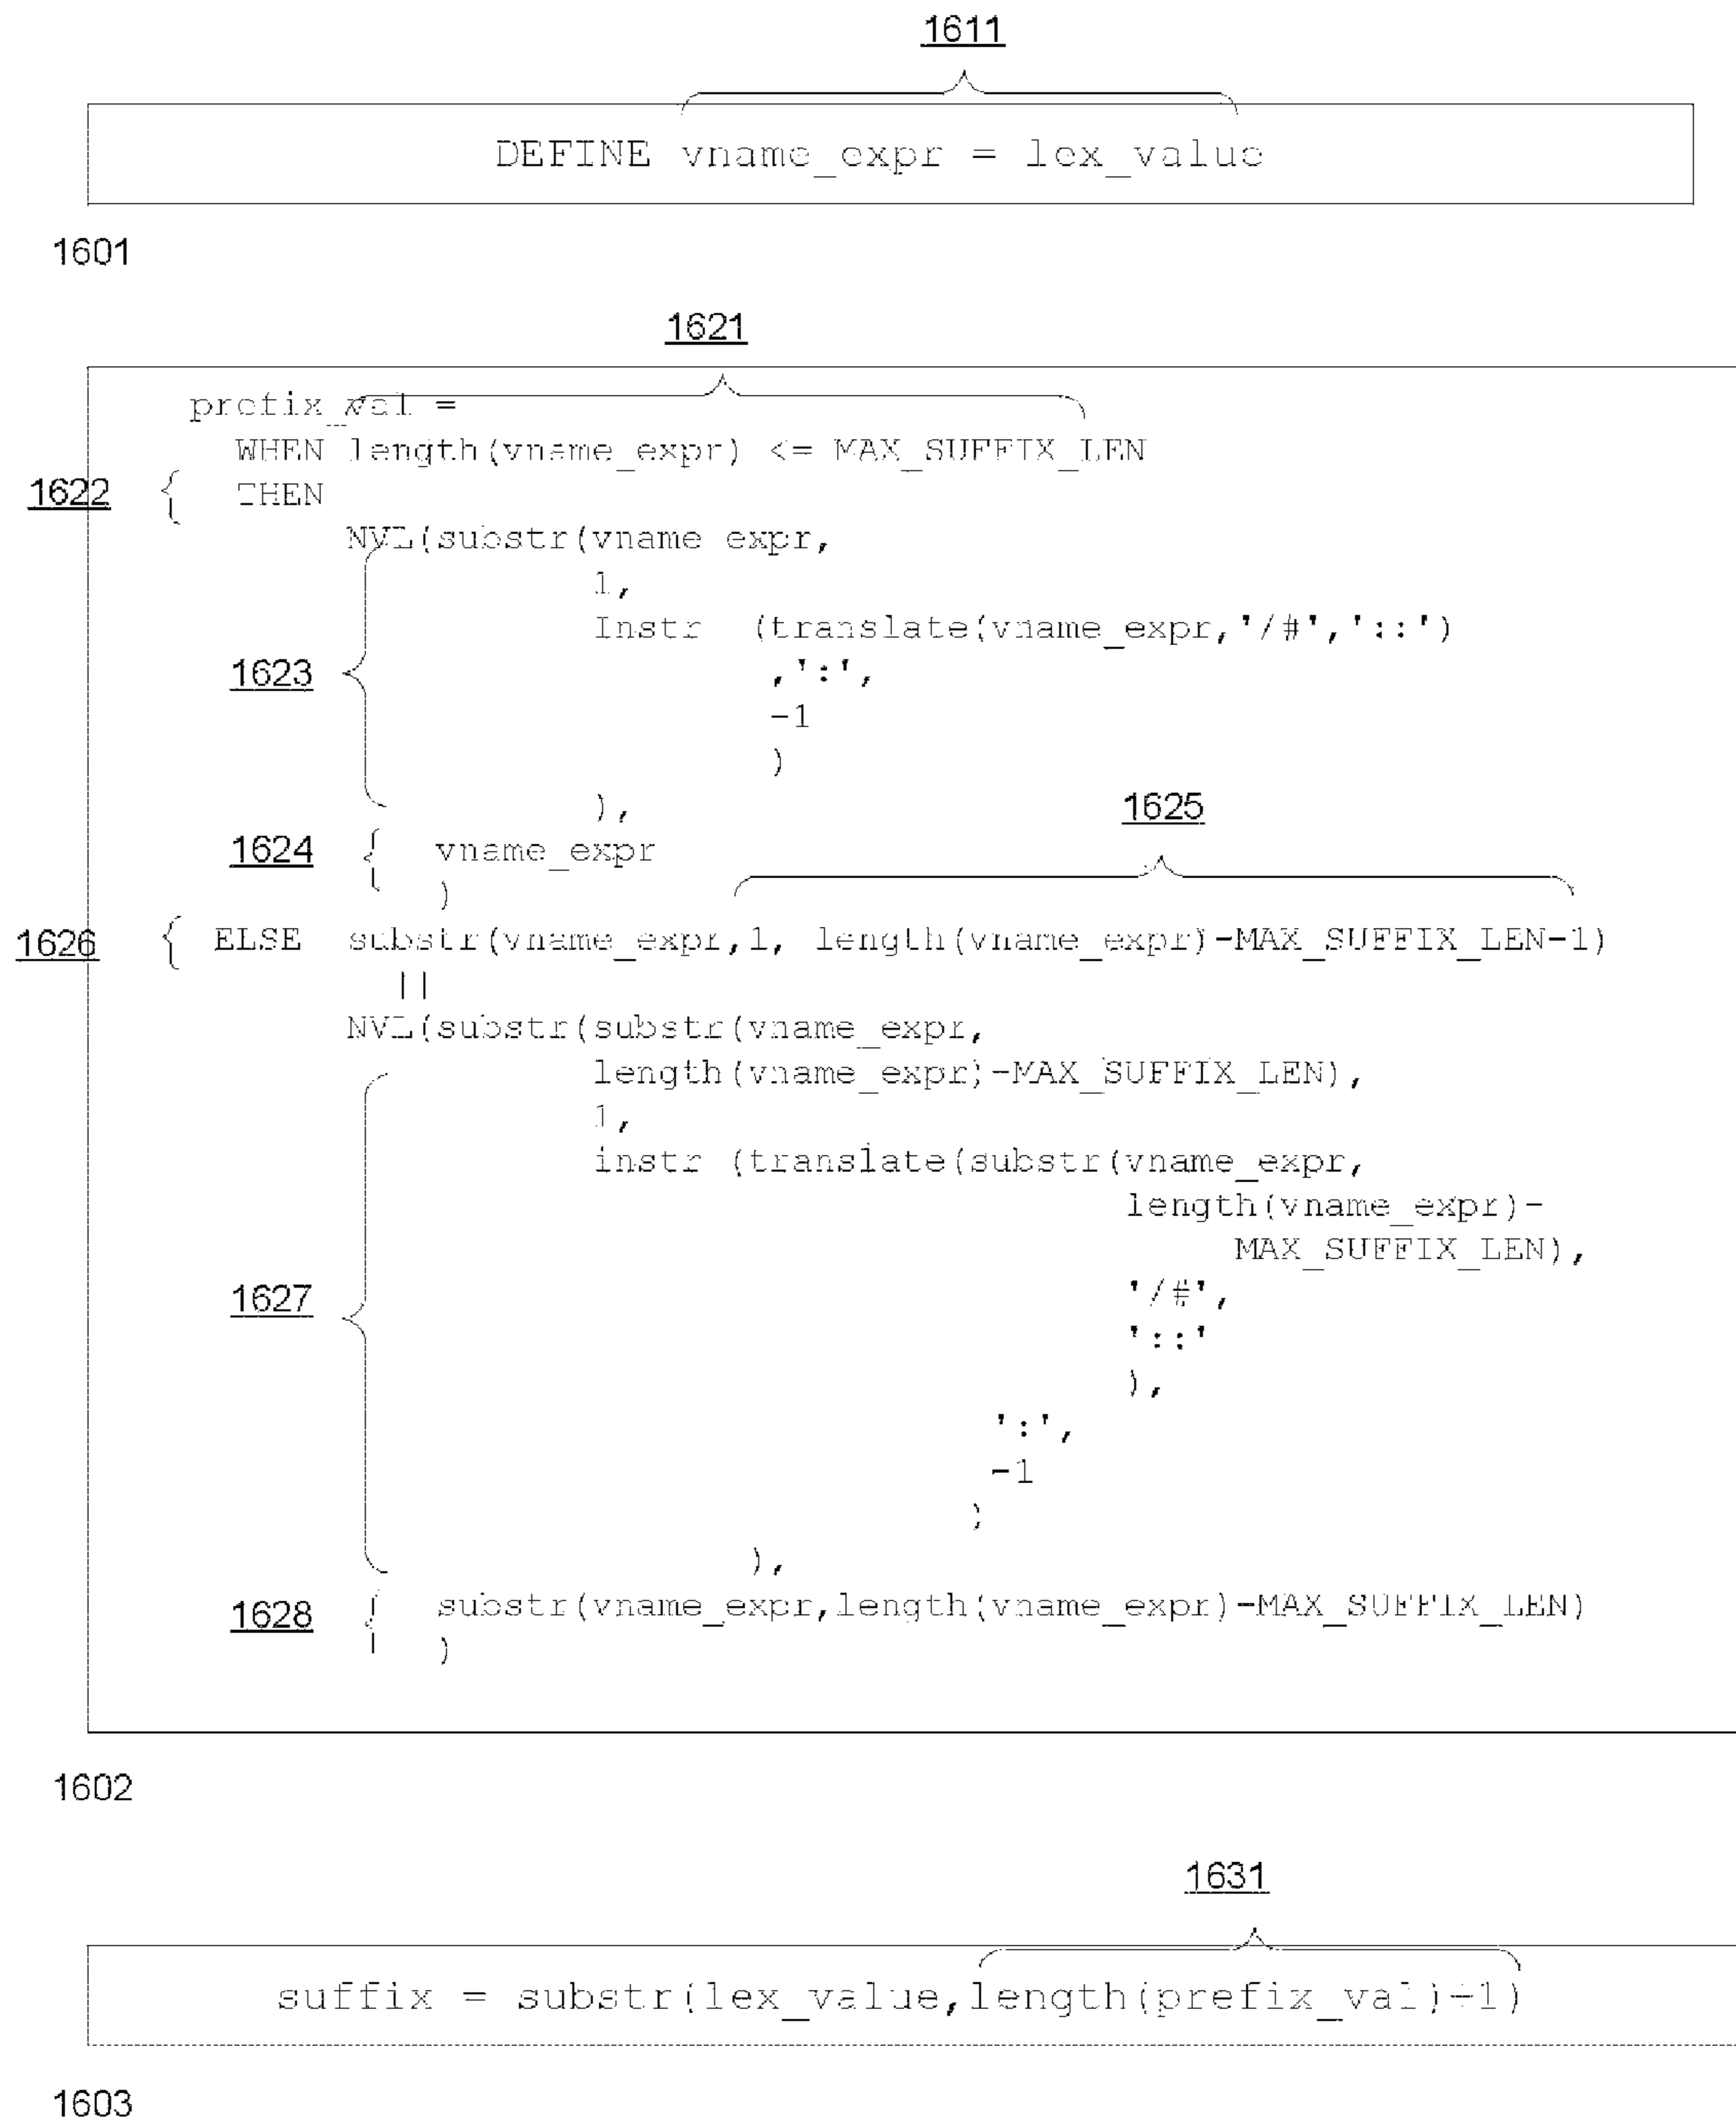 1611
DEFINE vname_expr = lex_value
1601
1621
prefix_val =
WHEN length(vname_expr) <= MAX_SUFFIX_LEN
1622 { THEN
NVL(substr(vname_expr,
1,
Instr (translate(vname_expr,'/#','::')
1623 ,':',
-1
)
),
1625
1624 { vname_expr
)
1626 { ELSE substr(vname_expr,1, length(vname_expr)-MAX_SUFFIX_LEN-1)
||
NVL(substr(substr(vname_expr,
length(vname_expr)-MAX_SUFFIX_LEN),
1,
instr (translate(substr(vname_expr,
length(vname_expr)-
MAX_SUFFIX_LEN),
1627 '/#',
'::'
),
':',
-1
)
),
1628 { substr(vname_expr,length(vname_expr)-MAX_SUFFIX_LEN)
)
1602
1631
suffix = substr(lex_value,length(prefix_val)+1)
1603